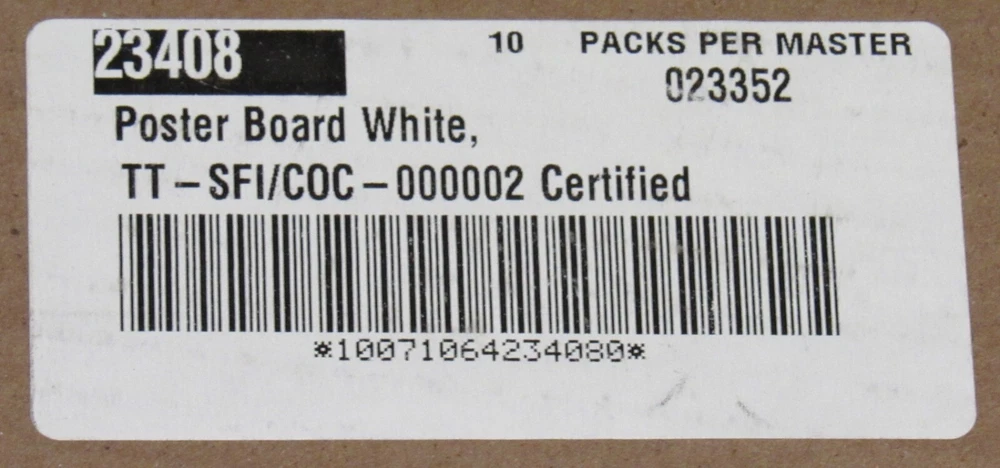 23408 10 PACKS PER MASTER
023352
Poster Board White,
TT-SFI/COC-000002 Certified
*10071064234080*